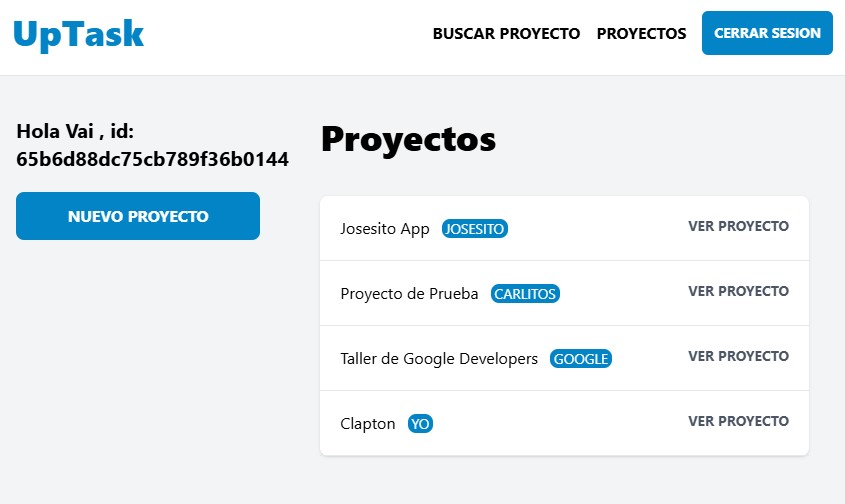 UpTask
BUSCAR PROYECTO PROYECTOS CERRAR SESION
Hola Vai , id:
65b6d88dc75cb789f36b0144
NUEVO PROYECTO
Proyectos
Josesito App JOSESITO VER PROYECTO
Proyecto de Prueba CARLITOS VER PROYECTO
Taller de Google Developers GOOGLE VER PROYECTO
Clapton YO VER PROYECTO